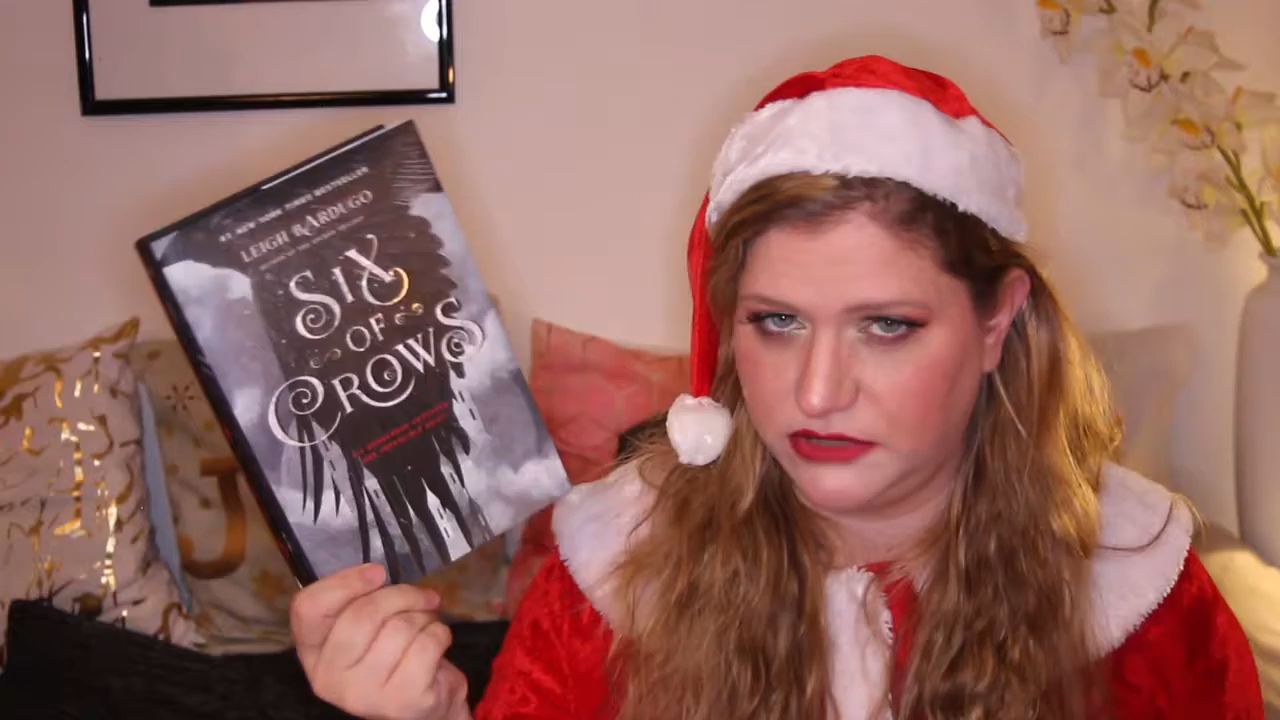 #1 NEW YORK TIMES BESTSELLER
LEIGH BARDUGO
SIX
OF
CROWS
J